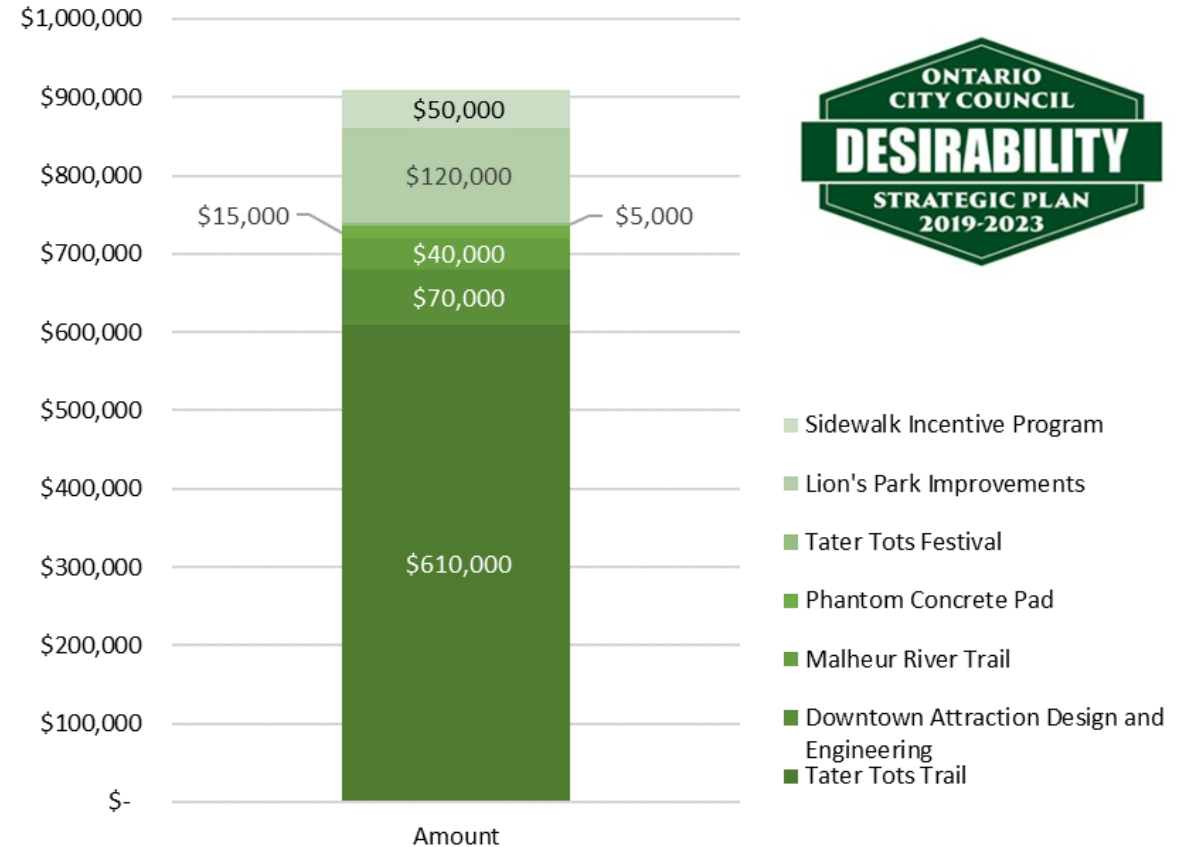 $1,000,000
$900,000
$800,000
$700,000
$600,000
$500,000
$400,000
$300,000
$200,000
$100,000
$-
$50,000
$120,000
$15,000
$5,000
$40,000
$70,000
$610,000
Amount
ONTARIO
CITY COUNCIL
DESIRABILITY
STRATEGIC PLAN
2019-2023
Sidewalk Incentive Program
Lion's Park Improvements
Tater Tots Festival
Phantom Concrete Pad
Malheur River Trail
Downtown Attraction Design and
Engineering
Tater Tots Trail